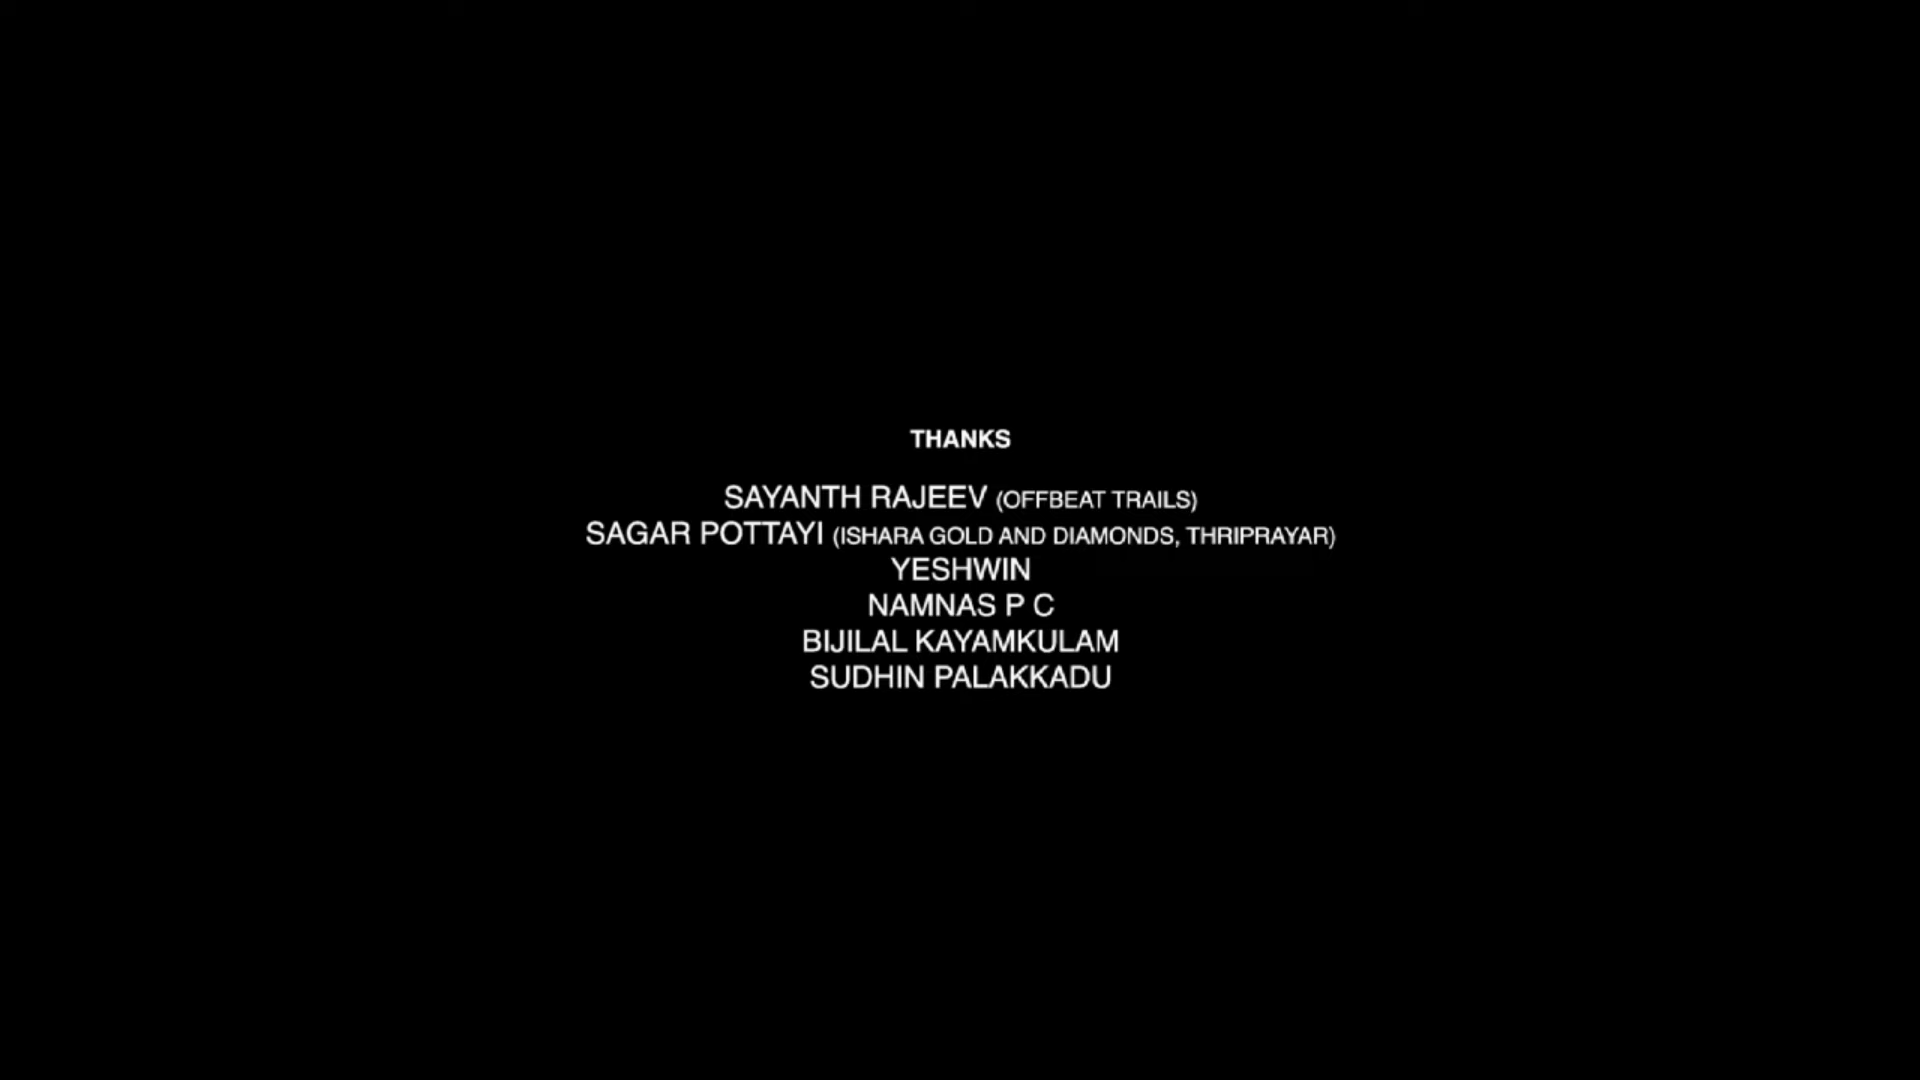 THANKS
SAYANTH RAJEEV (OFFBEAT TRAILS)
SAGAR POTTAYI (ISHARA GOLD AND DIAMONDS, THRIPRAYAR)
YESHWIN
NAMNAS P C
BIJILAL KAYAMKULAM
SUDHIN PALAKKADU